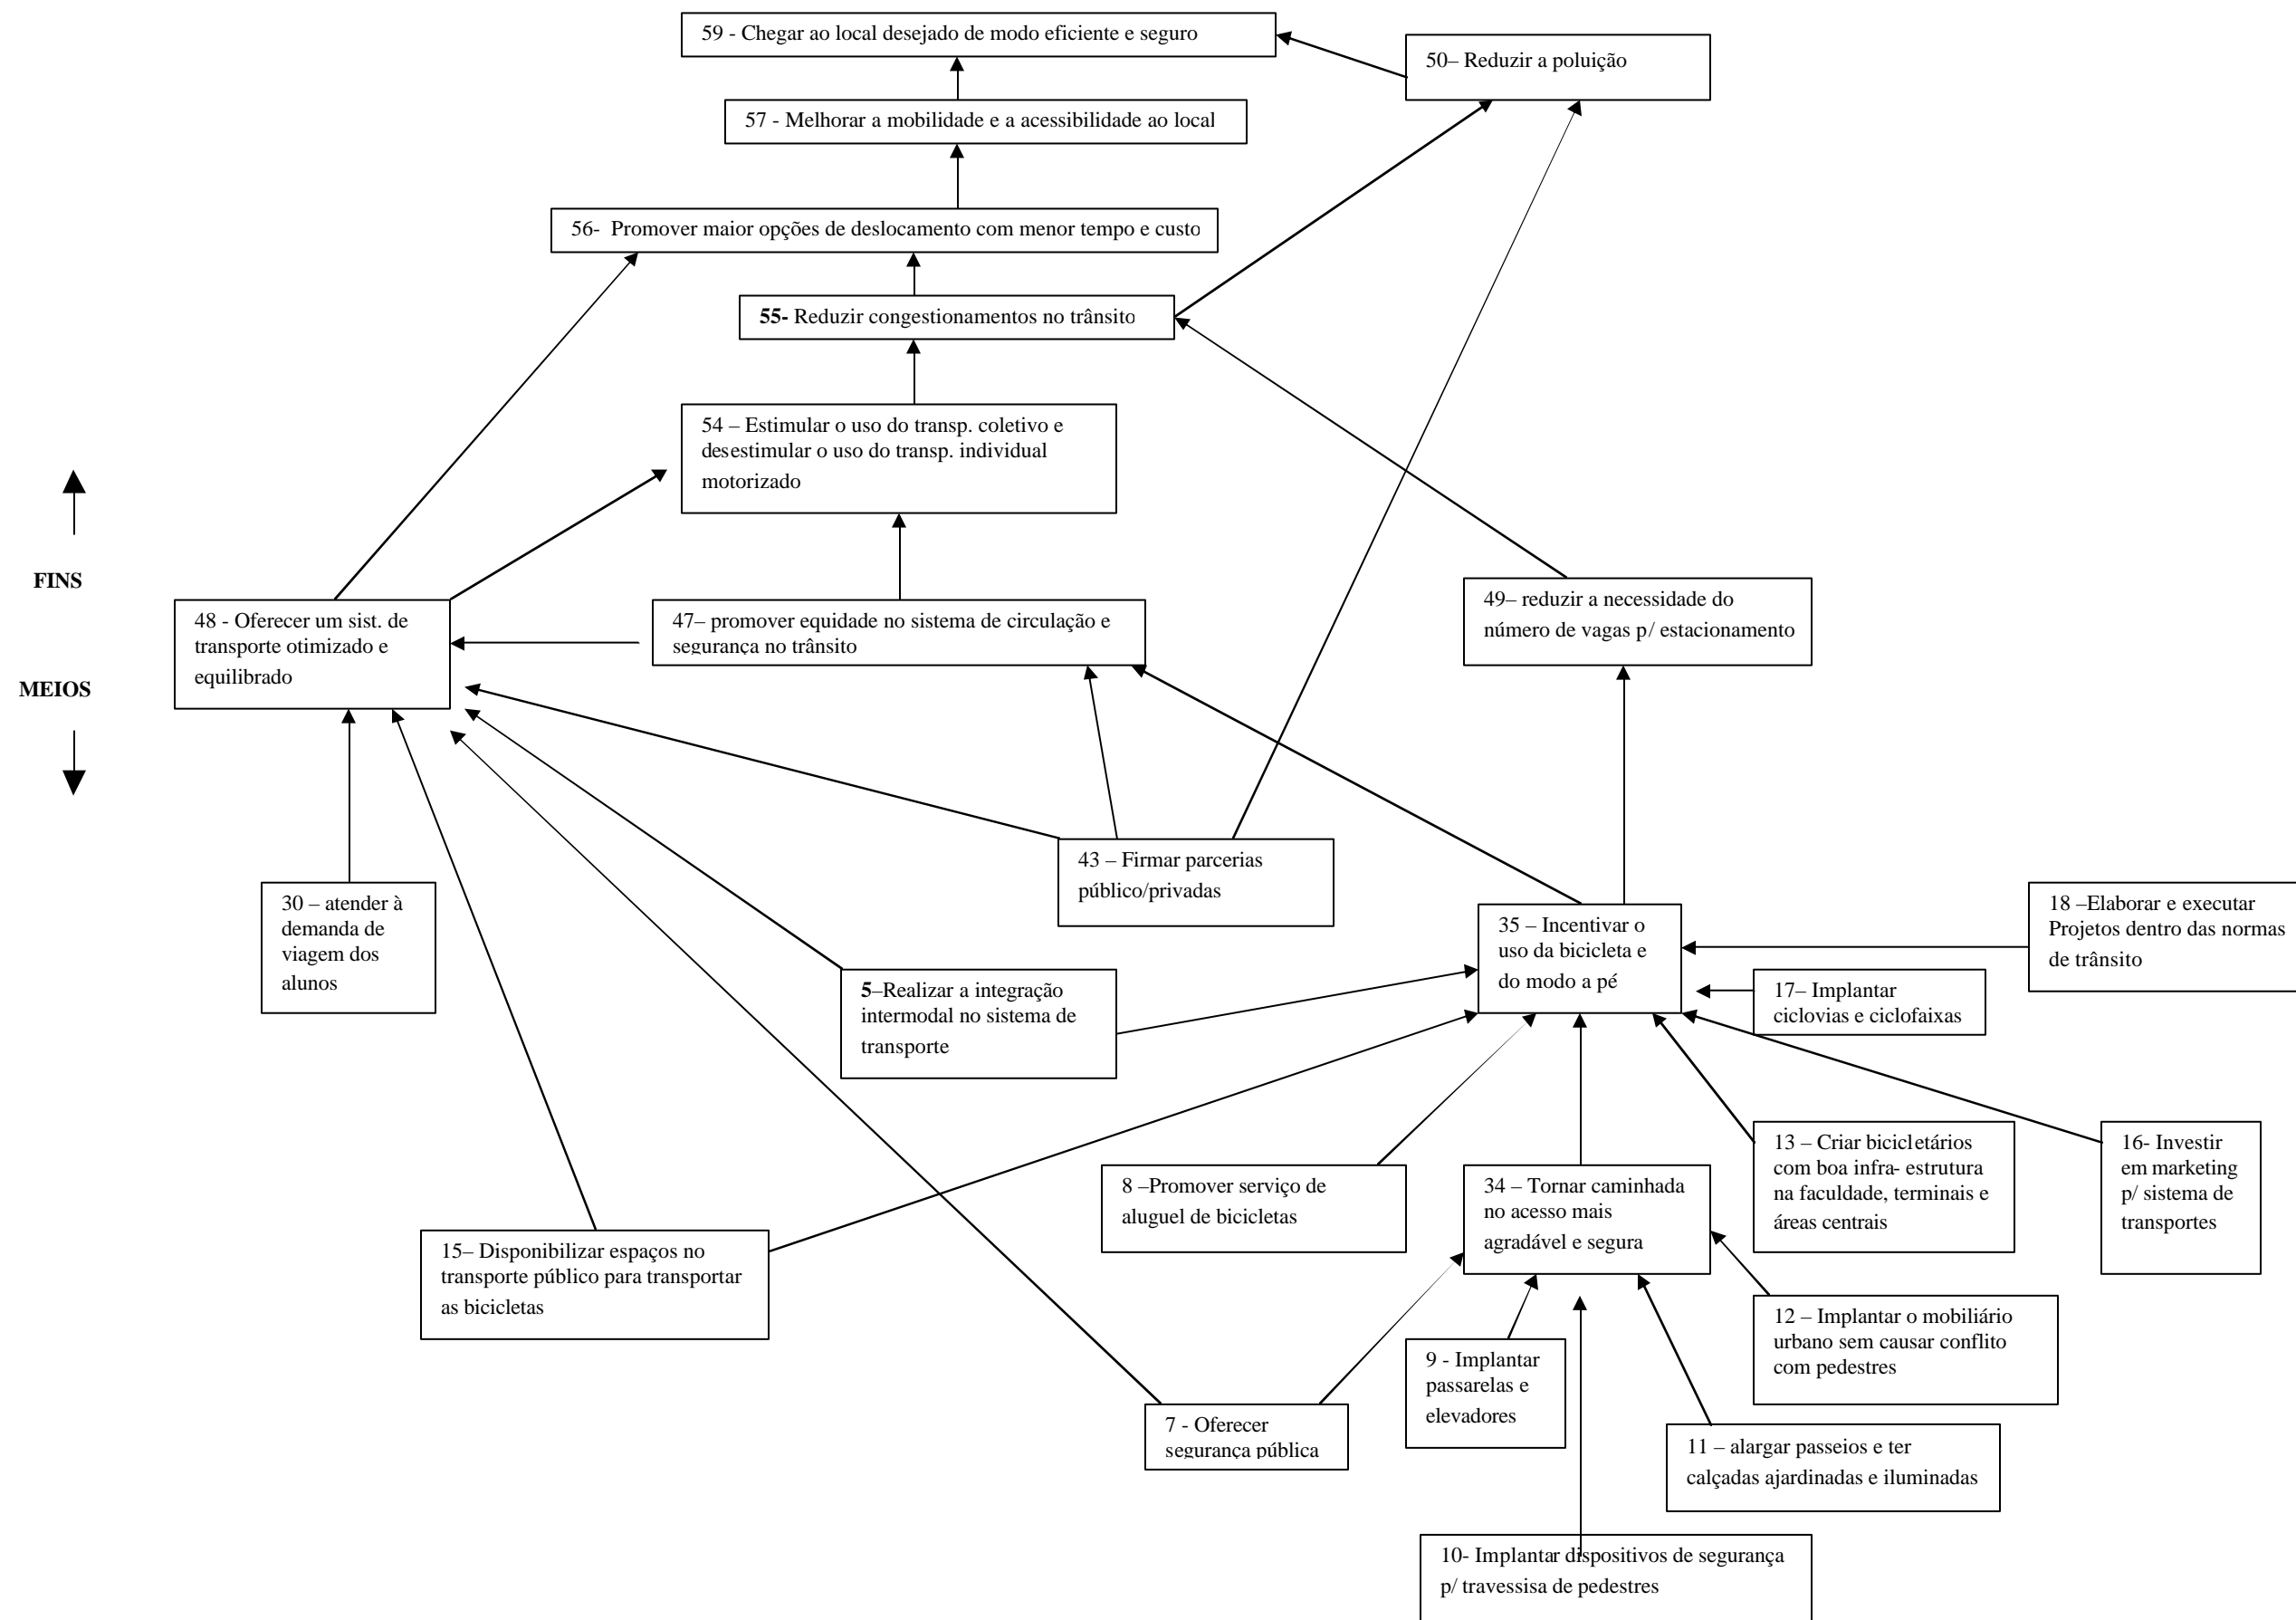 59 - Chegar ao local desejado de modo eficiente e seguro
50– Reduzir a poluição
57 - Melhorar a mobilidade e a acessibilidade ao local
56- Promover maior opções de deslocamento com menor tempo e custo
55- Reduzir congestionamentos no trânsito
54 – Estimular o uso do transp. coletivo e
desestimular o uso do transp. individual
motorizado
FINS
MEIOS
48 - Oferecer um sist. de
transporte otimizado e
equilibrado
47– promover equidade no sistema de circulação e
segurança no trânsito
49– reduzir a necessidade do
número de vagas p/ estacionamento
43 – Firmar parcerias
público/privadas
30 – atender à
demanda de
viagem dos
alunos
35 – Incentivar o
uso da bicicleta e
do modo a pé
18 –Elaborar e executar
Projetos dentro das normas
de trânsito
5–Realizar a integração
intermodal no sistema de
transporte
17– Implantar
ciclovias e ciclofaixas
13 – Criar bicicletários
com boa infra- estrutura
na faculdade, terminais e
áreas centrais
16- Investir
em marketing
p/ sistema de
transportes
8 –Promover serviço de
aluguel de bicicletas
34 – Tornar caminhada
no acesso mais
agradável e segura
15– Disponibilizar espaços no
transporte público para transportar
as bicicletas
12 – Implantar o mobiliário
urbano sem causar conflito
com pedestres
9 - Implantar
passarelas e
elevadores
7 - Oferecer
segurança pública
11 – alargar passeios e ter
calçadas ajardinadas e iluminadas
10- Implantar dispositivos de segurança
p/ travessisa de pedestres